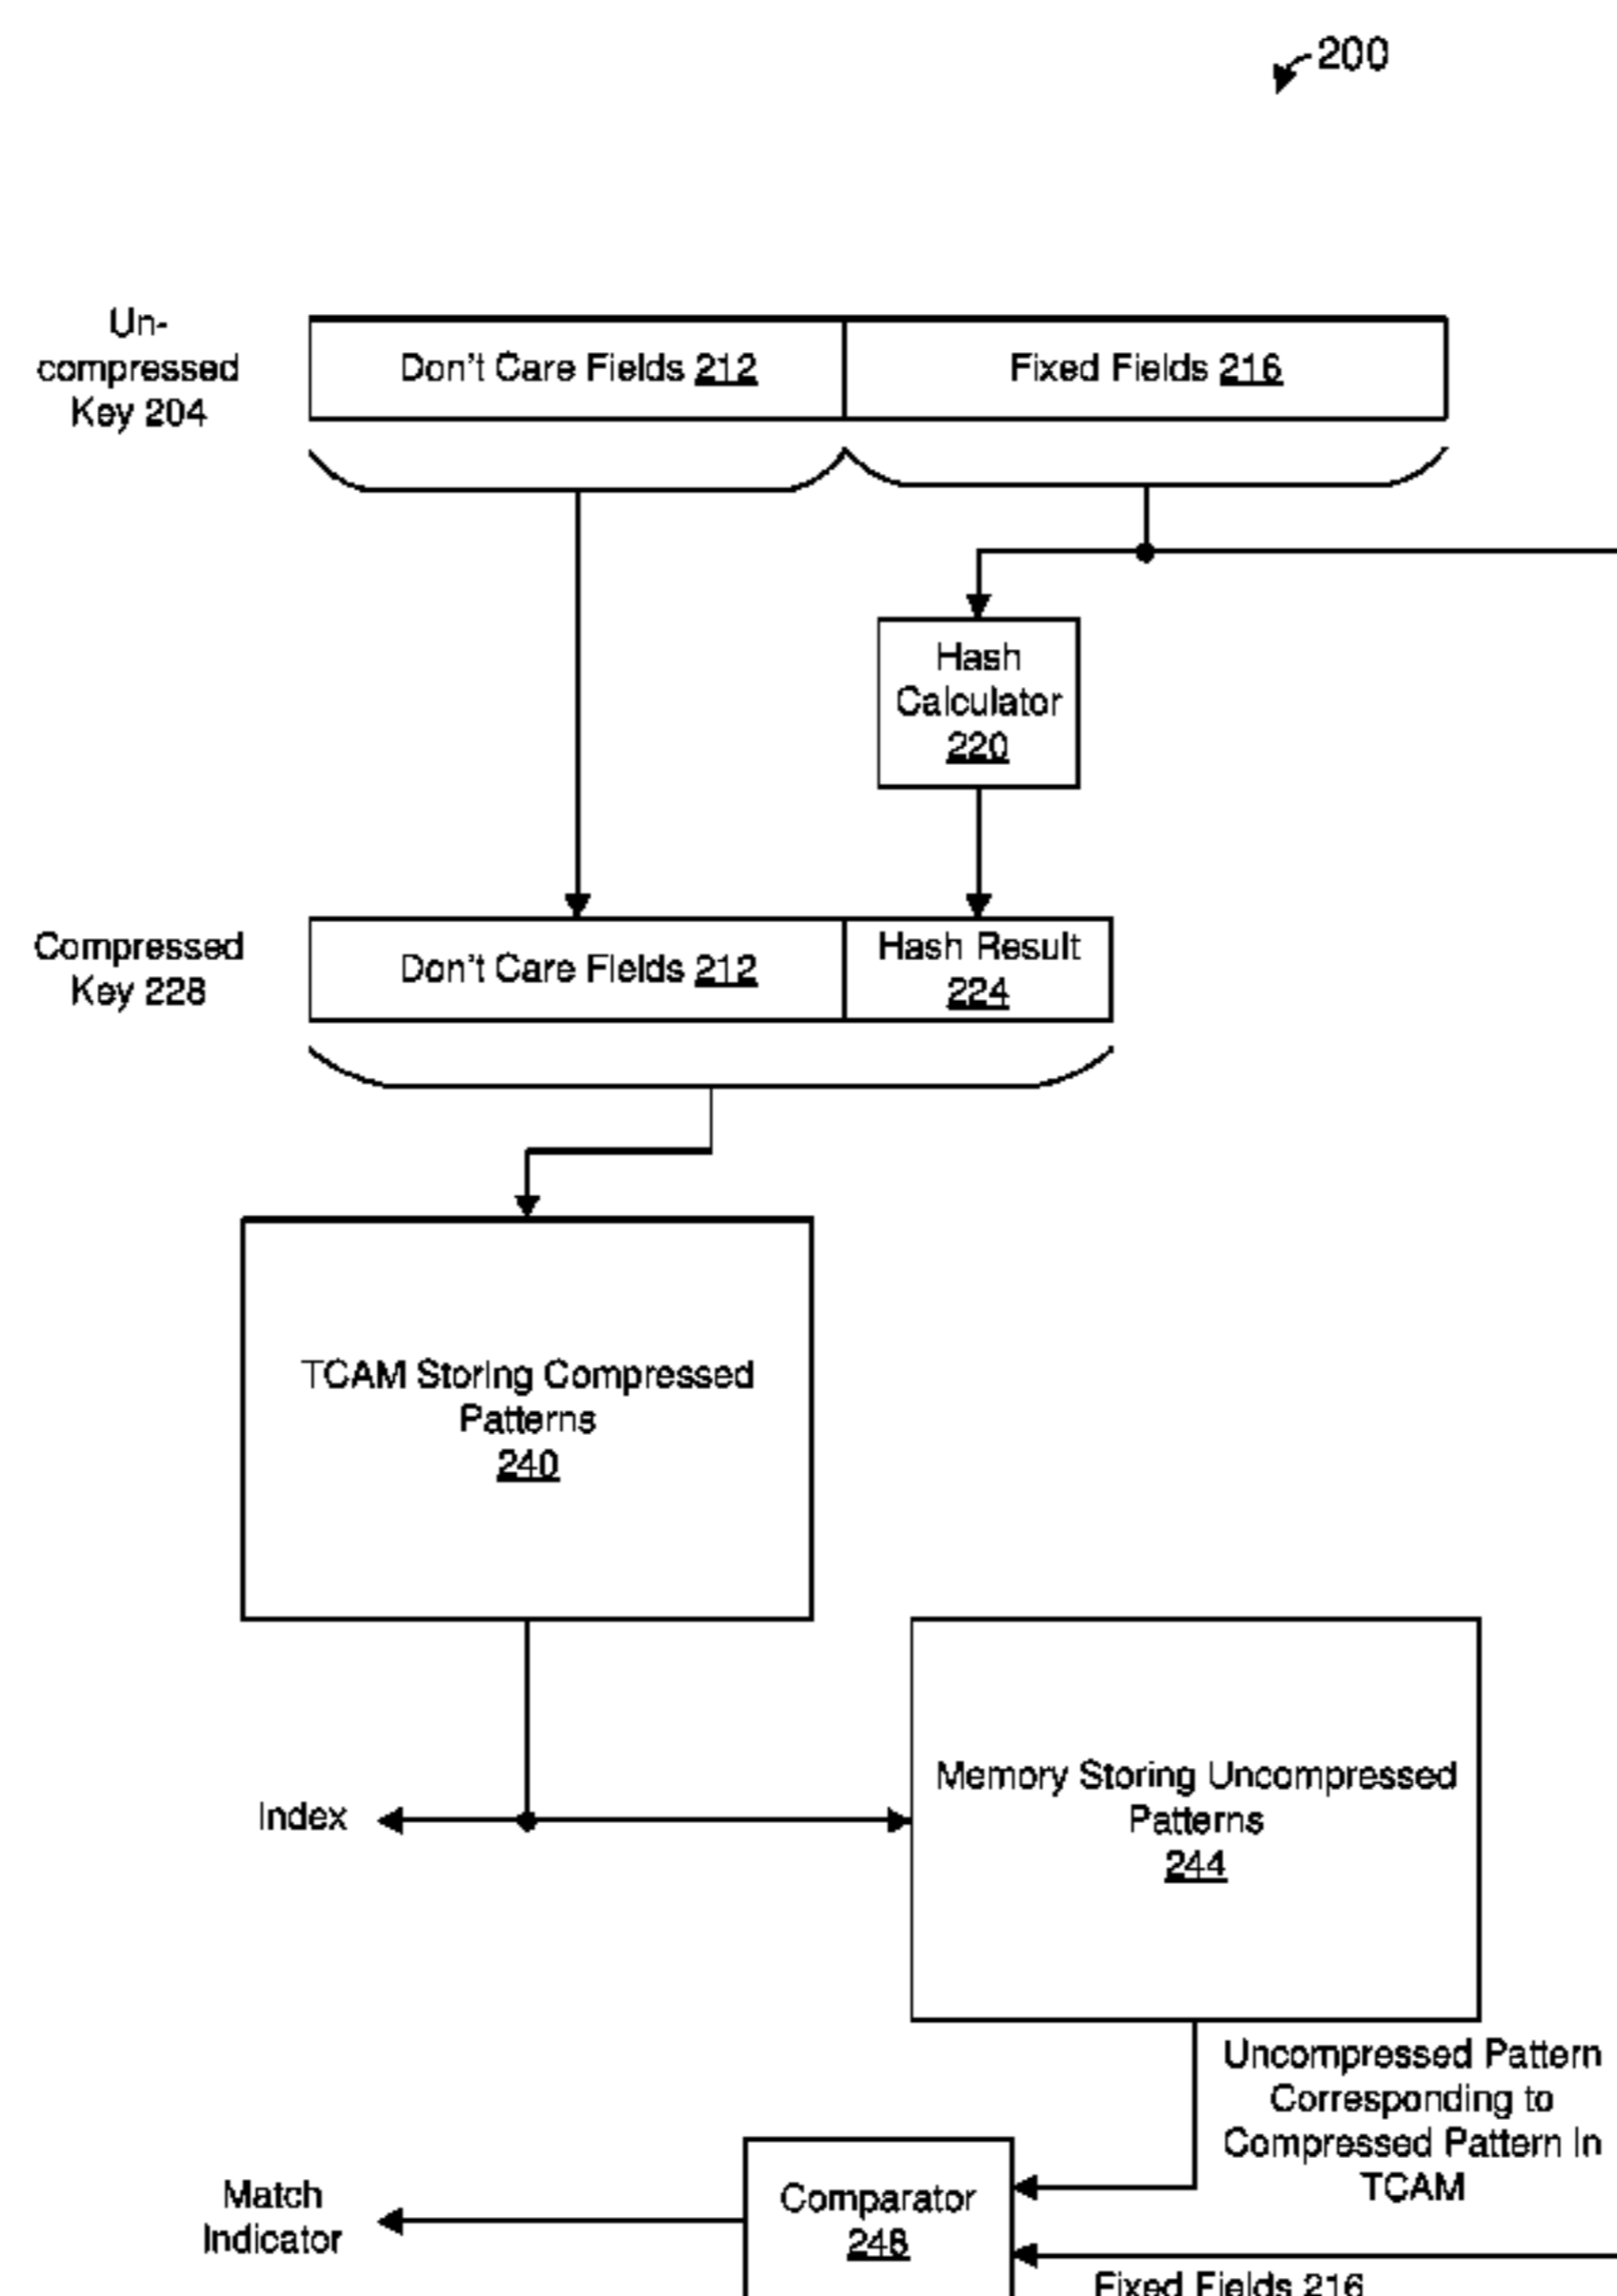 200
Un-
compressed
Key 204
Don't Care Fields 212
Fixed Fields 216
Hash
Calculator
220
Compressed
Key 228
Don't Care Fields 212
Hash Result
224
TCAM Storing Compressed
Patterns
240
Index
Memory Storing Uncompressed
Patterns
244
Uncompressed Pattern
Corresponding to
Compressed Pattern In
TCAM
Match
Indicator
Comparator
248
Fixed Fields 216